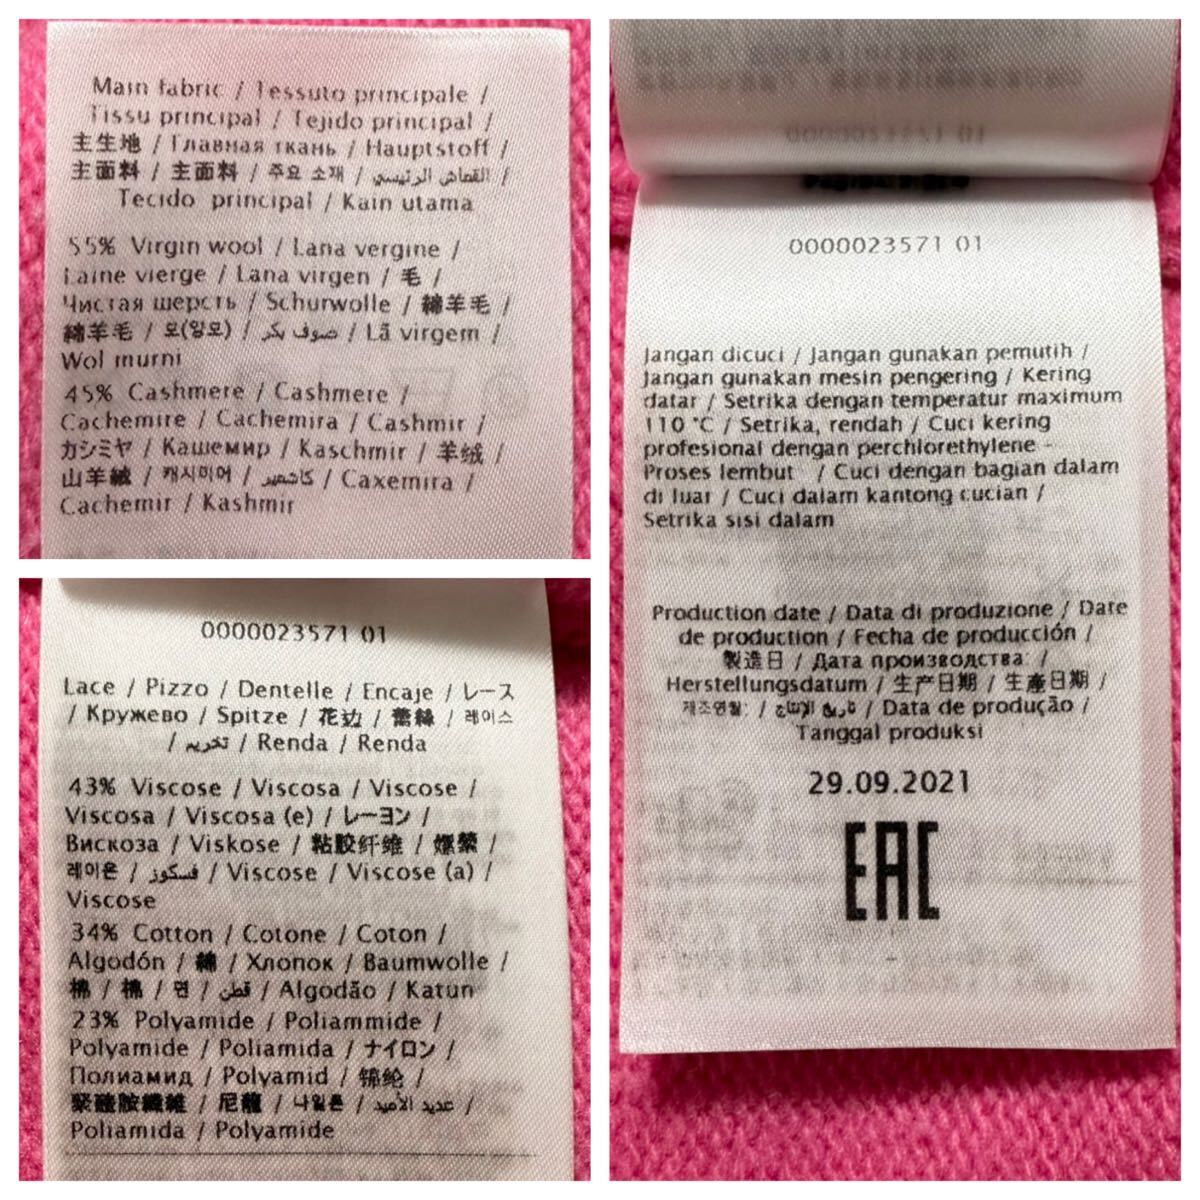 Main fabric / Tessuto principale /
Tissu principal / Tejido principal /
主生地 / Главная ткань / Hauptstoff /
主面料 / 主面料 / 주요 소재 / القماش الرئيسي /
Tecido principal / Kain utama
55% Virgin wool / Lana vergine /
Laine vierge / Lana virgen / 毛 /
Чистая шерсть / Schurwolle / 綿羊毛 /
綿羊毛 / 모(양모) / صوف بكر / Lã virgem /
Wol murni
45% Cashmere / Cashmere /
Cachemire / Cachemira / Cashmir /
カシミヤ / Кашемир / Kaschmir / 羊绒 /
山羊絨 / 캐시미어 / كاشمير / Caxemira /
Cachemir / Kashmir
0000023571 01
Lace / Pizzo / Dentelle / Encaje / レース
/ Кружево / Spitze / 花边 / 蕾絲 / 레이스
/ تخريم / Renda / Renda
43% Viscose / Viscosa / Viscose /
Viscosa / Viscosa (e) / レーヨン /
Вискоза / Viskose / 粘胶纤维 / 嫘縈 /
레이온 / فسكوز / Viscose / Viscose (a) /
Viscose
34% Cotton / Cotone / Coton /
Algodón / 綿 / Хлопок / Baumwolle /
棉 / 棉 / 면 / قطن / Algodão / Katun
23% Polyamide / Poliammide /
Polyamide / Poliamida / ナイロン /
Полиамид / Polyamid / 锦纶 /
聚醯胺纖維 / 尼龍 / 나일론 / عديد الأميد /
Poliamida / Polyamide
0000023571 01
Jangan dicuci / Jangan gunakan pemutih /
Jangan gunakan mesin pengering / Kering
datar / Setrika dengan temperatur maximum
110 °C / Setrika, rendah / Cuci kering
profesional dengan perchlorethylene -
Proses lembut / Cuci dengan bagian dalam
di luar / Cuci dalam kantong cucian /
Setrika sisi dalam
Production date / Data di produzione / Date
de production / Fecha de producción /
製造日 / Дата производства: /
Herstellungsdatum / 生产日期 / 生產日期 /
제조연월: / تاريخ الإنتاج / Data de produção /
Tanggal produksi
29.09.2021
EAC